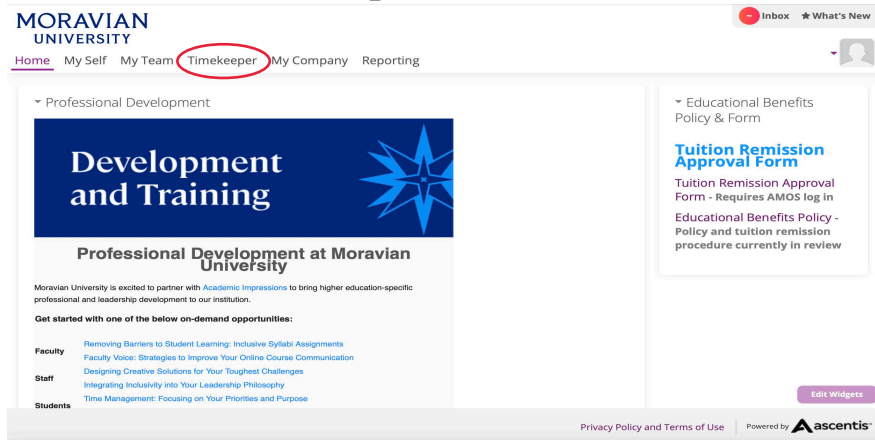 MORAVIAN
UNIVERSITY
~ Inbox ★ What's New
Home My Self My Team Timekeeper My Company Reporting
Professional Development
Development
and Training
Professional Development at Moravian
University
Moravian University is excited to partner with Academic Impressions to bring higher education-specific
professional and leadership development to our institution.
Get started with one of the below on-demand opportunities:
Faculty
Removing Barriers to Student Learning: Inclusive Syllabi Assignments
Faculty Voice: Strategies to Improve Your Online Course Communication
Staff
Designing Creative Solutions for Your Toughest Challenges
Integrating Inclusivity into Your Leadership Philosophy
Students
Time Management: Focusing on Your Priorities and Purpose
Educational Benefits
Policy & Form
Tuition Remission
Approval Form
Tuition Remission Approval
Form - Requires AMOS log in
Educational Benefits Policy -
Policy and tuition remission
procedure currently in review
Edit Widgets
Privacy Policy and Terms of Use
Powered by ascentis